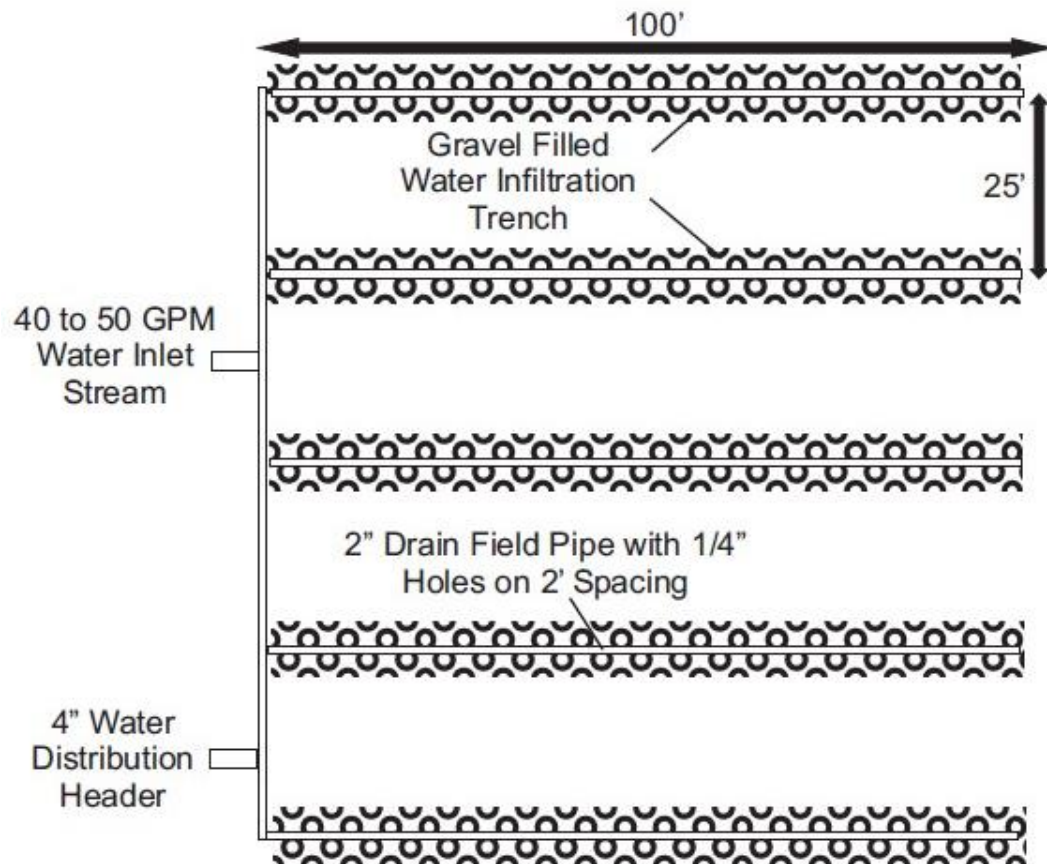 100’
Gravel Filled
Water Infiltration
Trench
25’
40 to 50 GPM
Water Inlet
Stream
2” Drain Field Pipe with 1/4”
Holes on 2’ Spacing
4” Water
Distribution
Header